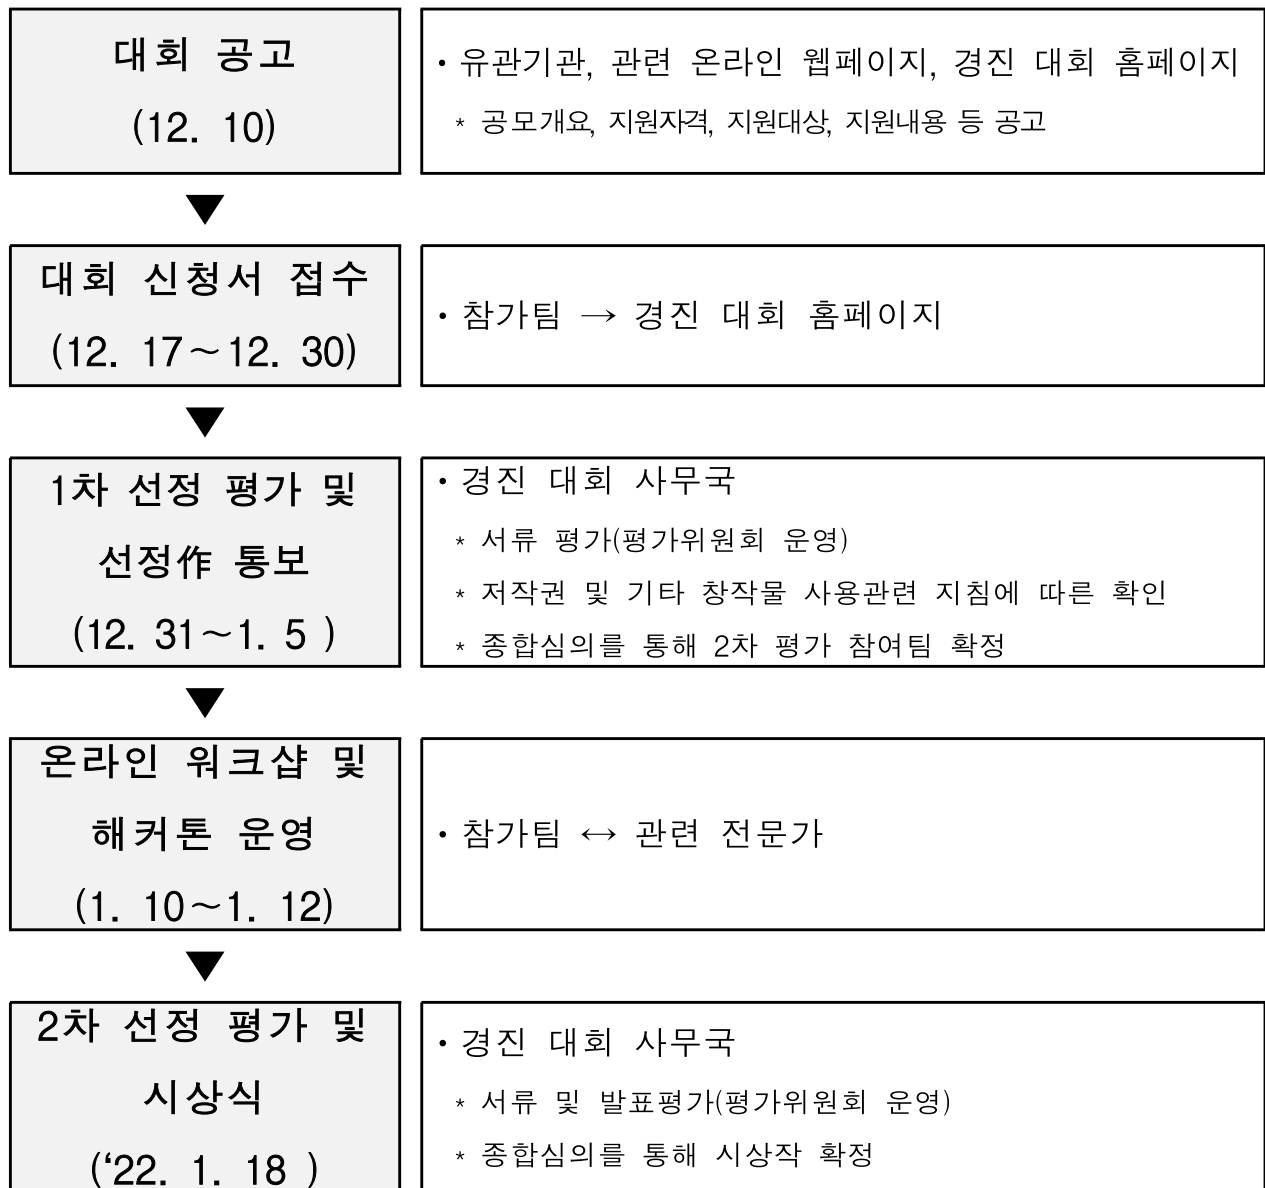 대회 공고
(12. 10)
· 유관기관, 관련 온라인 웹페이지, 경진 대회 홈페이지
* 공모개요, 지원자격, 지원대상, 지원내용 등 공고
▼
대회 신청서 접수
(12. 17～12. 30)
· 참가팀 → 경진 대회 홈페이지
▼
1차 선정 평가 및
선정作 통보
(12. 31～1. 5 )
· 경진 대회 사무국
* 서류 평가(평가위원회 운영)
* 저작권 및 기타 창작물 사용관련 지침에 따른 확인
* 종합심의를 통해 2차 평가 참여팀 확정
▼
온라인 워크샵 및
해커톤 운영
(1. 10～1. 12)
· 참가팀 ↔ 관련 전문가
▼
2차 선정 평가 및
시상식
(‘22. 1. 18 )
· 경진 대회 사무국
* 서류 및 발표평가(평가위원회 운영)
* 종합심의를 통해 시상작 확정